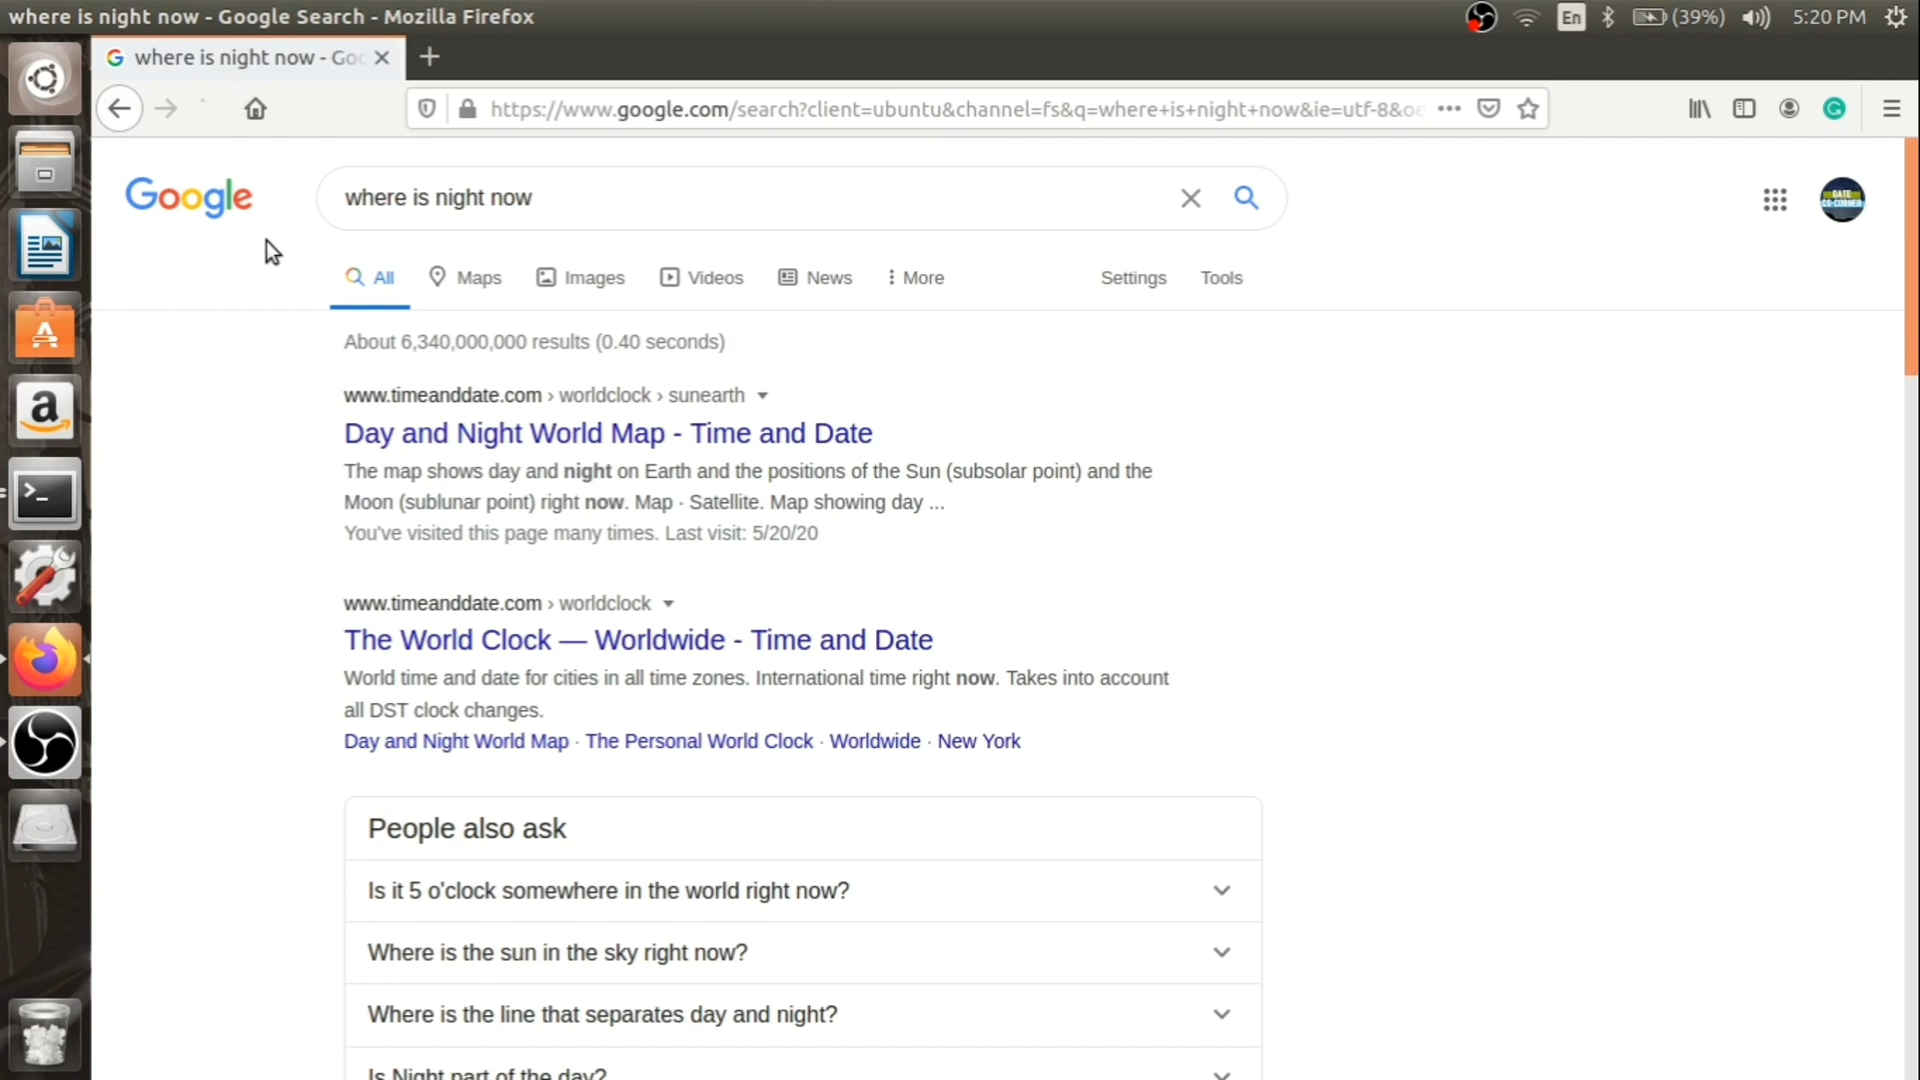 where is night now - Google Search - Mozilla Firefox
En
(39%)
5:20 PM
where is night now - Goo
https://www.google.com/search?client=ubuntu&channel=fs&q=where+is+night+now&ie=utf-8&oe
Google
where is night now
GATE
CS-CORNER
All
Maps
Images
Videos
News
More
Settings
Tools
About 6,340,000,000 results (0.40 seconds)
www.timeanddate.com › worldclock › sunearth
Day and Night World Map - Time and Date
The map shows day and night on Earth and the positions of the Sun (subsolar point) and the
Moon (sublunar point) right now. Map · Satellite. Map showing day ...
You've visited this page many times. Last visit: 5/20/20
www.timeanddate.com › worldclock
The World Clock — Worldwide - Time and Date
World time and date for cities in all time zones. International time right now. Takes into account
all DST clock changes.
Day and Night World Map · The Personal World Clock · Worldwide · New York
People also ask
Is it 5 o'clock somewhere in the world right now?
Where is the sun in the sky right now?
Where is the line that separates day and night?
Is Night part of the day?